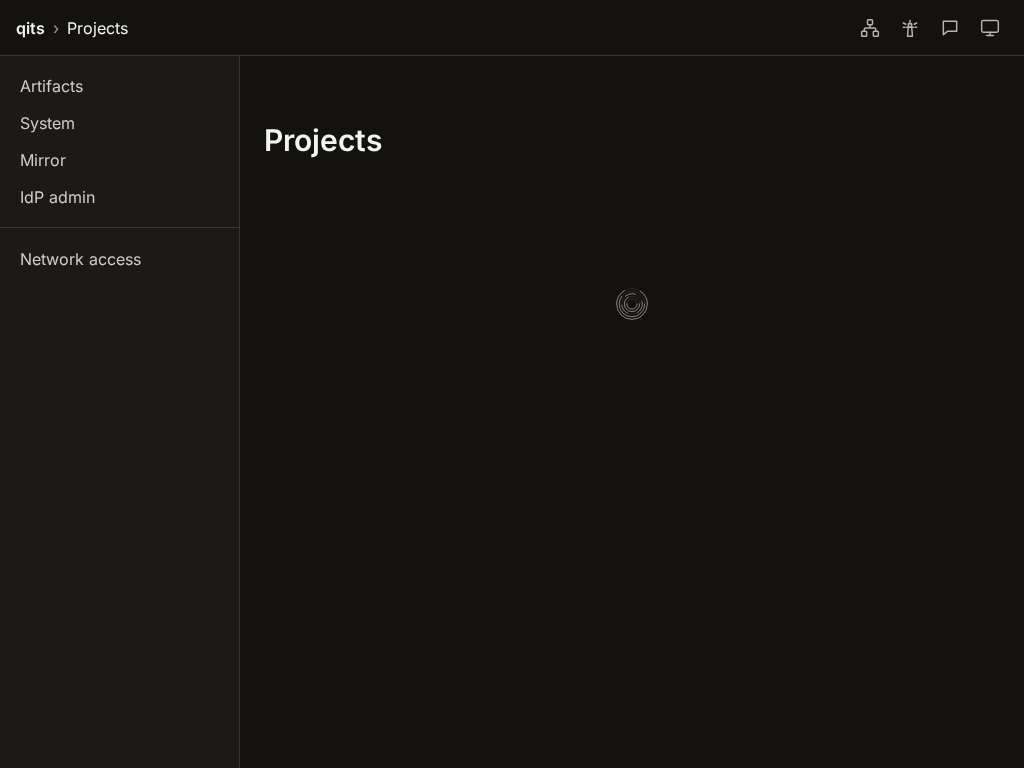 qits › Projects
Artifacts
System
Mirror
IdP admin
Network access
Projects